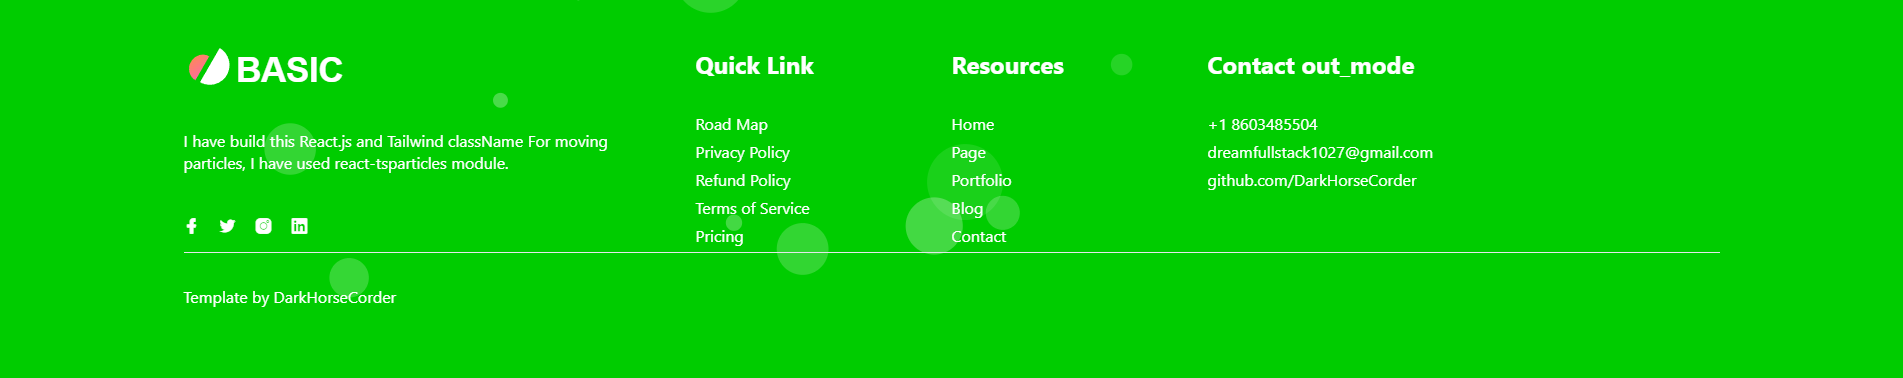 BASIC
I have build this React.js and Tailwind className For moving
particles, I have used react-tsparticles module.
Quick Link
Road Map
Privacy Policy
Refund Policy
Terms of Service
Pricing
Resources
Home
Page
Portfolio
Blog
Contact
Contact out_mode
+1 8603485504
dreamfullstack1027@gmail.com
github.com/DarkHorseCorder
Template by DarkHorseCorder